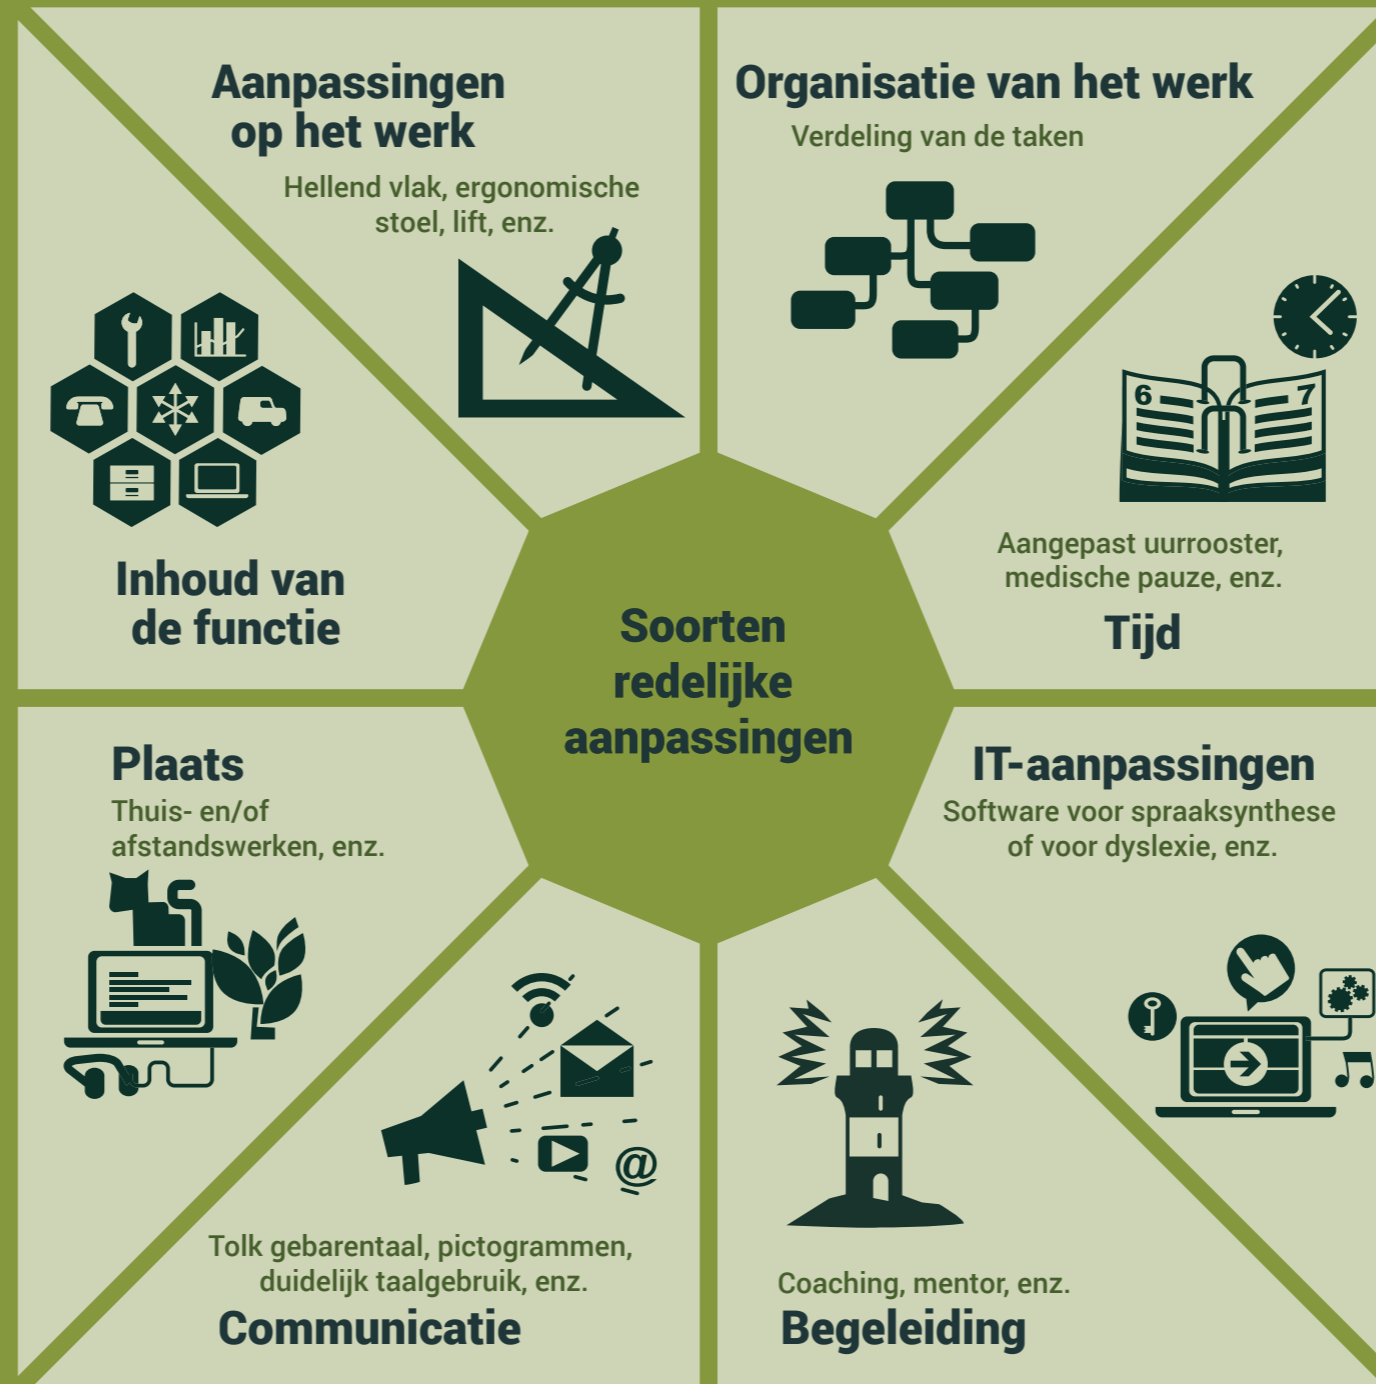 Aanpassingen
op het werk
Hellend vlak, ergonomische
stoel, lift, enz.
Organisatie van het werk
Verdeling van de taken
6
7
Aangepast uurrooster,
medische pauze, enz.
Tijd
Inhoud van
de functie
Soorten
redelijke
aanpassingen
Plaats
Thuis- en/of
afstandswerken, enz.
IT-aanpassingen
Software voor spraaksynthese
of voor dyslexie, enz.
@
Tolk gebarentaal, pictogrammen,
duidelijk taalgebruik, enz.
Communicatie
Coaching, mentor, enz.
Begeleiding